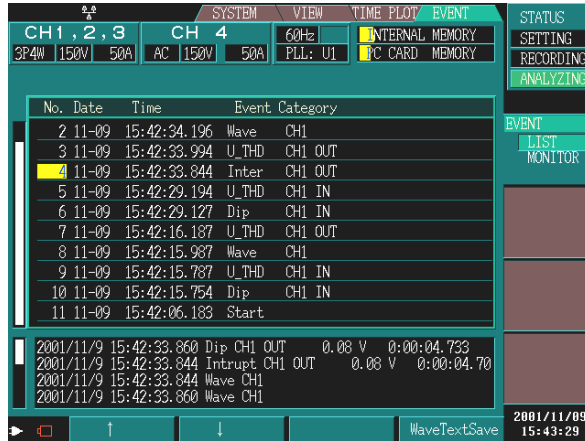 SYSTEM VIEW TIME PLOT EVENT
STATUS
CH1,2,3 CH 4 60Hz INTERNAL MEMORY
SETTING
3P4W 150V 50A AC 150V 50A PLL: U1 PC CARD MEMORY
RECORDING
ANALYZING
No. Date Time Event Category
EVENT
2 11-09 15:42:34.196 Wave CH1
LIST
3 11-09 15:42:33.994 U_THD CH1 OUT
MONITOR
4 11-09 15:42:33.844 Inter CH1 OUT
5 11-09 15:42:29.194 U_THD CH1 IN
6 11-09 15:42:29.127 Dip CH1 IN
7 11-09 15:42:16.187 U_THD CH1 OUT
8 11-09 15:42:15.987 Wave CH1
9 11-09 15:42:15.787 U_THD CH1 IN
10 11-09 15:42:15.754 Dip CH1 IN
11 11-09 15:42:06.183 Start
2001/11/9 15:42:33.860 Dip CH1 OUT 0.08 V 0:00:04.733
2001/11/9 15:42:33.844 Intrupt CH1 OUT 0.08 V 0:00:04.70
2001/11/9 15:42:33.844 Wave CH1
2001/11/9 15:42:33.860 Wave CH1
↑ ↓ WaveTextSave
2001/11/09
15:43:29